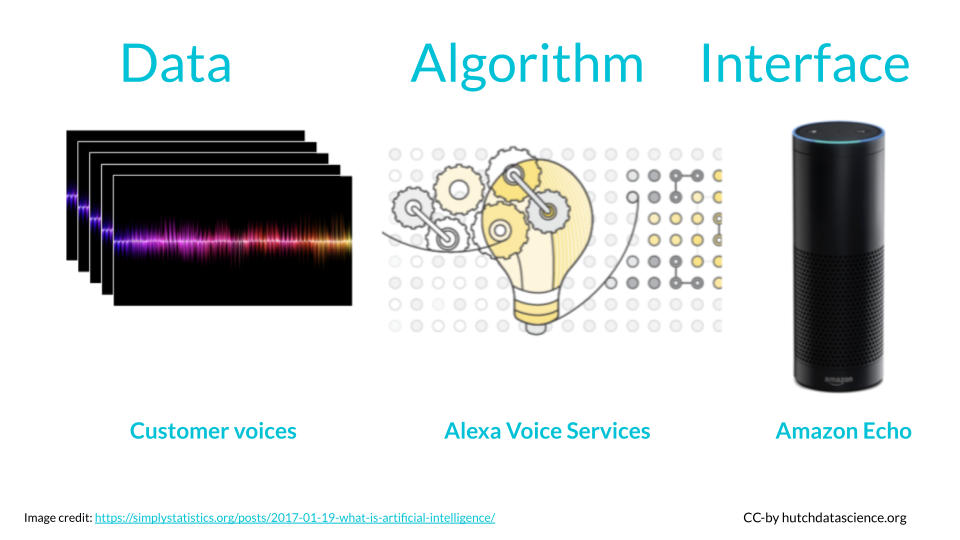 Data
Algorithm
Interface
amazon
Customer voices
Alexa Voice Services
Amazon Echo
Image credit: https://simplystatistics.org/posts/2017-01-19-what-is-artificial-intelligence/
CC-by hutchdatascience.org